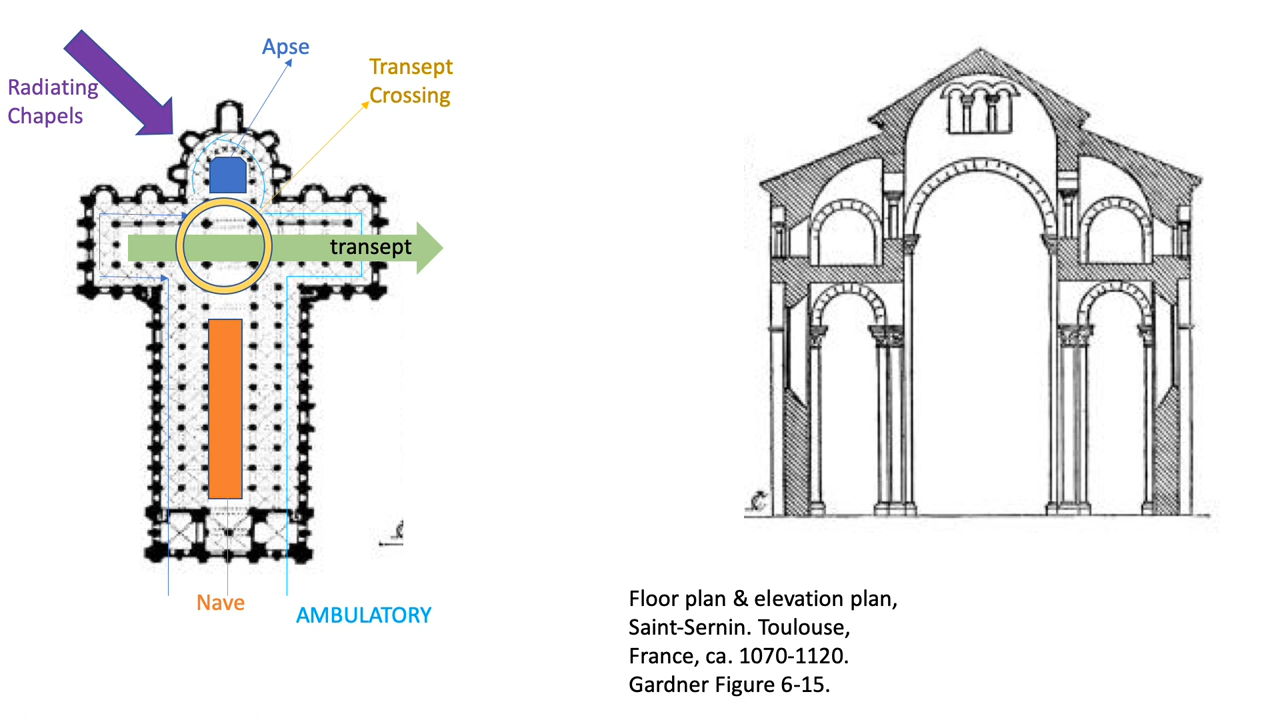 Apse
Transept
Crossing
Radiating
Chapels
transept
Nave
AMBULATORY
Floor plan & elevation plan,
Saint-Sernin. Toulouse,
France, ca. 1070-1120.
Gardner Figure 6-15.